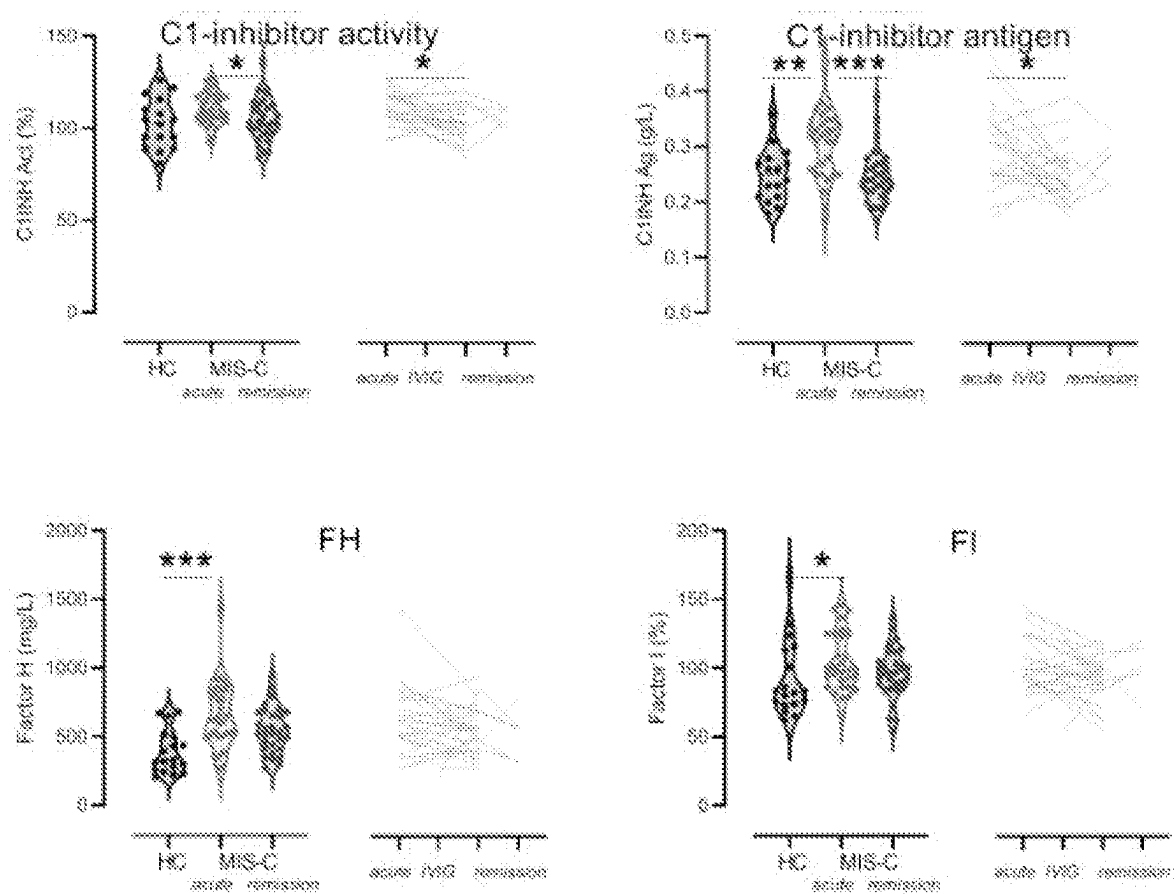 C1-inhibitor activity
150
100
50
0
C1INH Act (%)
*
*
HC
MIS-C
acute remission
acute IVIG remission
C1-inhibitor antigen
0.5
0.4
0.3
0.2
0.1
0.0
C1INH Ag (g/L)
** ***
*
HC
MIS-C
acute remission
acute IVIG remission
FH
2000
1500
1000
500
0
Factor H (mg/L)
***
HC
MIS-C
acute remission
acute IVIG remission
FI
200
150
100
50
0
Factor I (%)
*
HC
MIS-C
acute remission
acute IVIG remission